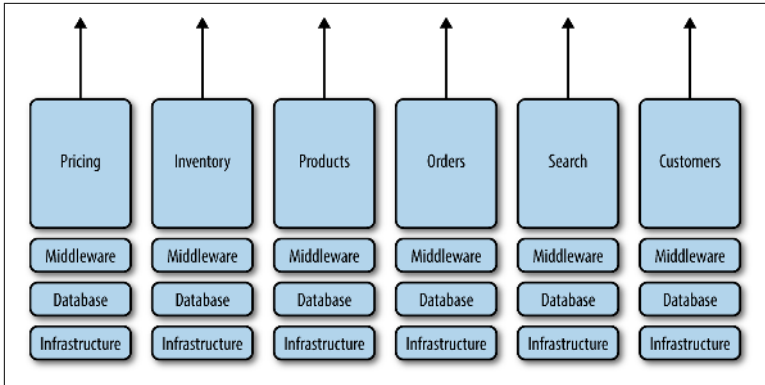 Pricing
Inventory
Products
Orders
Search
Customers
Middleware
Middleware
Middleware
Middleware
Middleware
Middleware
Database
Database
Database
Database
Database
Database
Infrastructure
Infrastructure
Infrastructure
Infrastructure
Infrastructure
Infrastructure